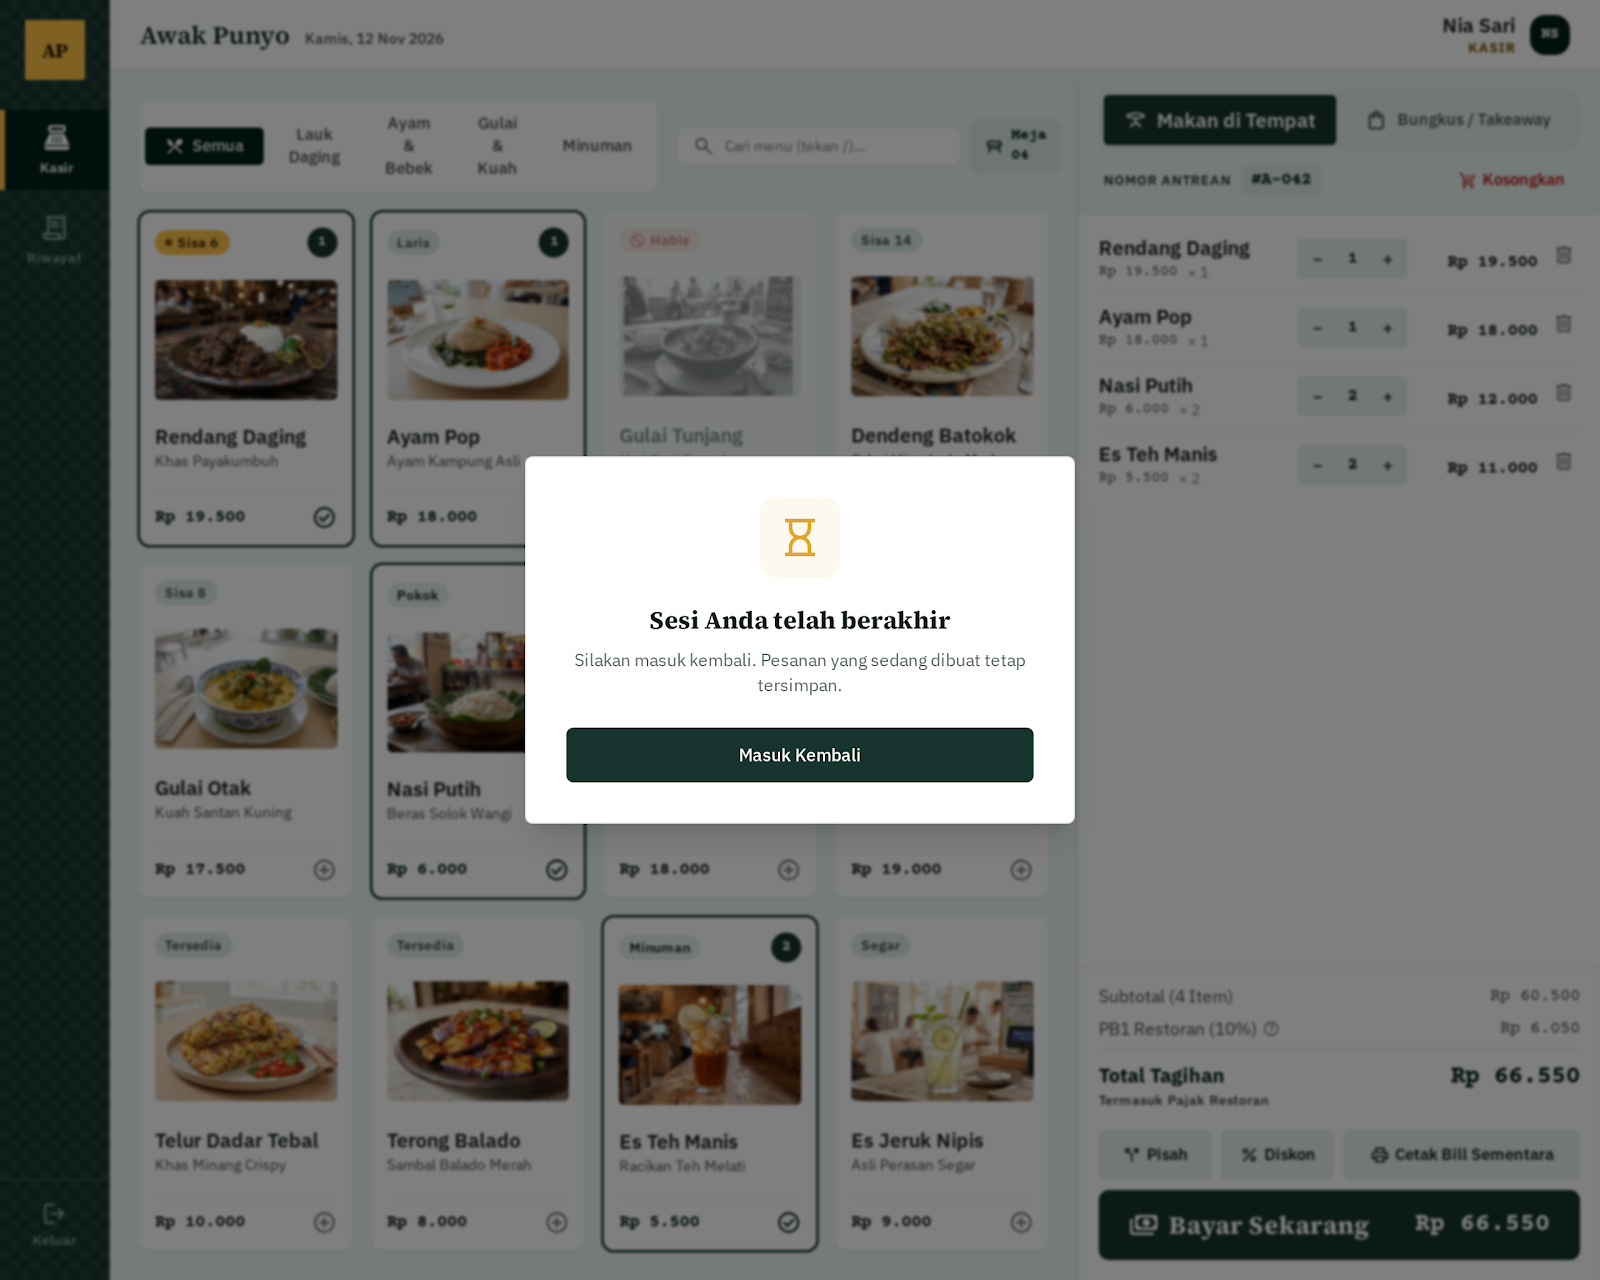 AP
Kasir
Riwayat
Keluar
Awak Punyo
Kamis, 12 Nov 2026
Nia Sari
KASIR
NS
Semua
Lauk
Daging
Ayam
&
Bebek
Gulai
&
Kuah
Minuman
Cari menu (tekan /)...
Meja
04
Sisa 6
1
Rendang Daging
Khas Payakumbuh
Rp 19.500
Laris
1
Ayam Pop
Ayam Kampung Asli
Rp 18.000
Habis
Gulai Tunjang
Sisa 14
Dendeng Batokok
Sisa 8
Gulai Otak
Kuah Santan Kuning
Rp 17.500
Pokok
Nasi Putih
Beras Solok Wangi
Rp 6.000
Rp 18.000
Rp 19.000
Tersedia
Telur Dadar Tebal
Khas Minang Crispy
Rp 10.000
Tersedia
Terong Balado
Sambal Balado Merah
Rp 8.000
Minuman
2
Es Teh Manis
Racikan Teh Melati
Rp 5.500
Segar
Es Jeruk Nipis
Asli Perasan Segar
Rp 9.000
Sesi Anda telah berakhir
Silakan masuk kembali. Pesanan yang sedang dibuat tetap
tersimpan.
Masuk Kembali
Makan di Tempat
Bungkus / Takeaway
NOMOR ANTREAN #A-042
Kosongkan
Rendang Daging
Rp 19.500 × 1
− 1 +
Rp 19.500
Ayam Pop
Rp 18.000 × 1
− 1 +
Rp 18.000
Nasi Putih
Rp 6.000 × 2
− 2 +
Rp 12.000
Es Teh Manis
Rp 5.500 × 2
− 2 +
Rp 11.000
Subtotal (4 Item) Rp 60.500
PB1 Restoran (10%) Rp 6.050
Total Tagihan Rp 66.550
Termasuk Pajak Restoran
Pisah
Diskon
Cetak Bill Sementara
Bayar Sekarang Rp 66.550